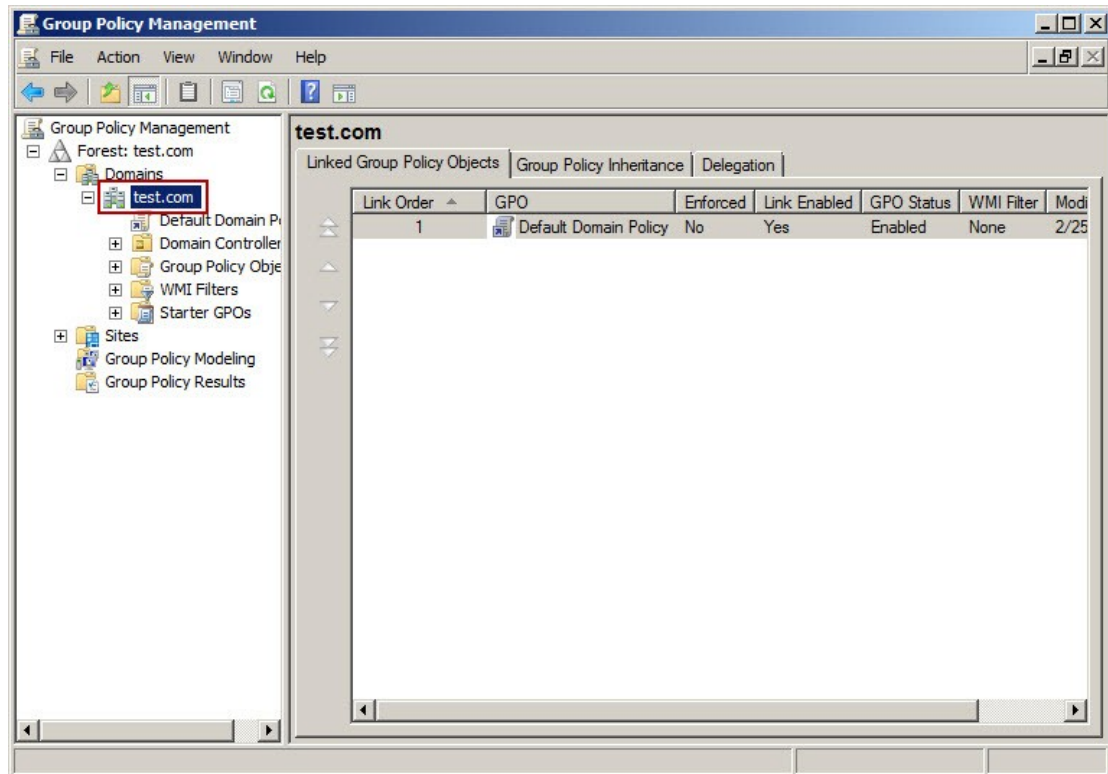 Group Policy Management
File Action View Window Help
Group Policy Management
Forest: test.com
Domains
test.com
Default Domain P
Domain Controller
Group Policy Obje
WMI Filters
Starter GPOs
Sites
Group Policy Modeling
Group Policy Results
test.com
Linked Group Policy Objects Group Policy Inheritance Delegation
Link Order GPO Enforced Link Enabled GPO Status WMI Filter Modi
1 Default Domain Policy No Yes Enabled None 2/25